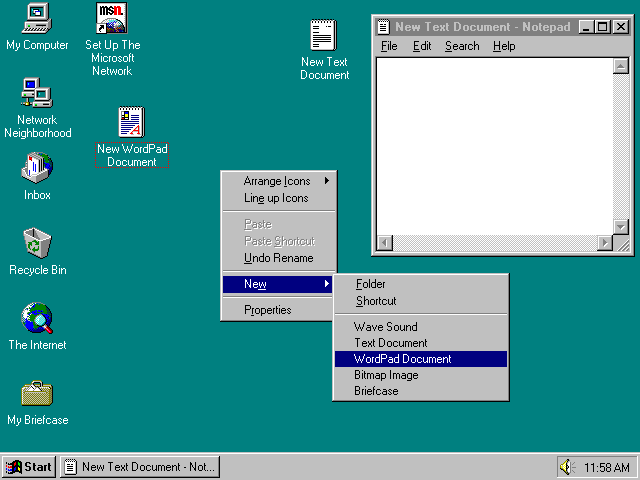 My Computer
msn.
Set Up The
Microsoft
Network
New Text
Document
New Text Document - Notepad
File Edit Search Help
Network
Neighborhood
New WordPad
Document
Inbox
Recycle Bin
The Internet
My Briefcase
Arrange Icons
Line up Icons
Paste
Paste Shortcut
Undo Rename
New
Properties
Folder
Shortcut
Wave Sound
Text Document
WordPad Document
Bitmap Image
Briefcase
Start
New Text Document - Not...
11:58 AM